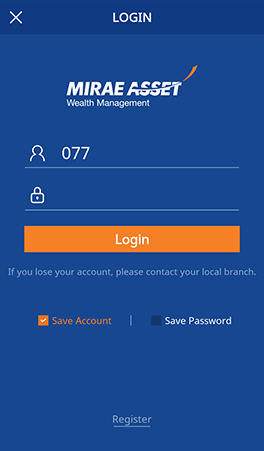 LOGIN
MIRAE ASSET
Wealth Management
077
Login
If you lose your account, please contact your local branch.
Save Account | Save Password
Register